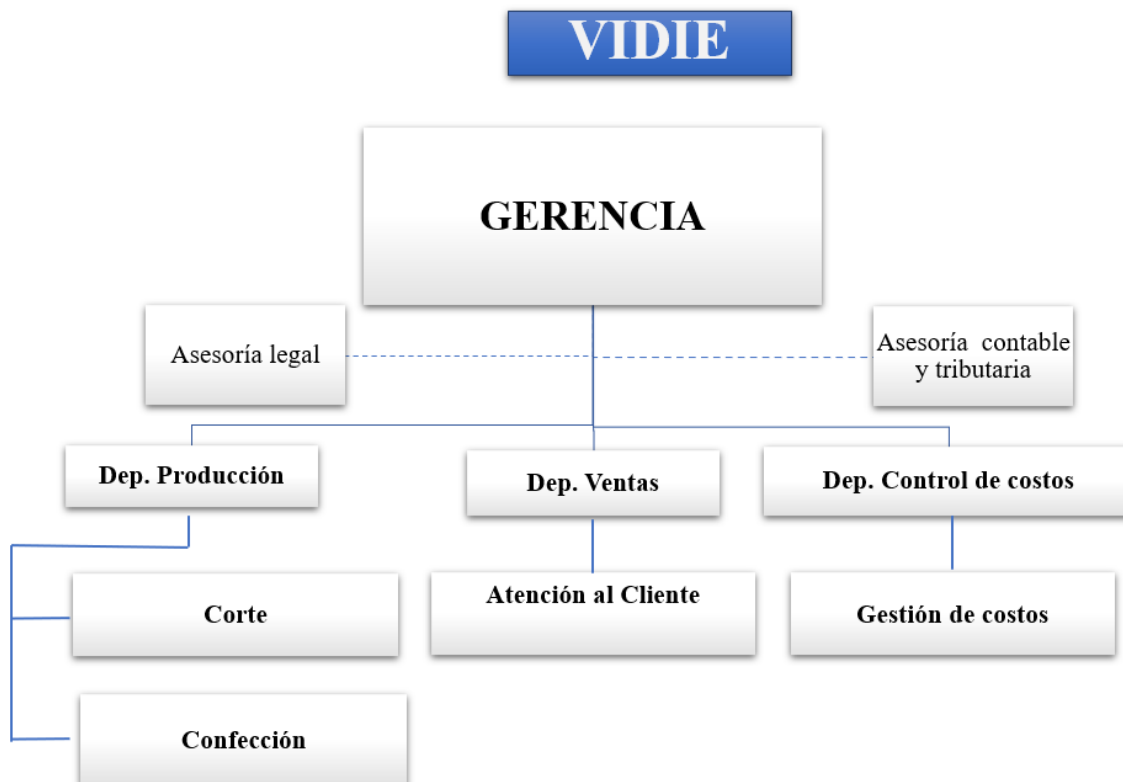 VIDIE
GERENCIA
Asesoría legal
Asesoría contable
y tributaria
Dep. Producción
Dep. Ventas
Dep. Control de costos
Corte
Atención al Cliente
Gestión de costos
Confección